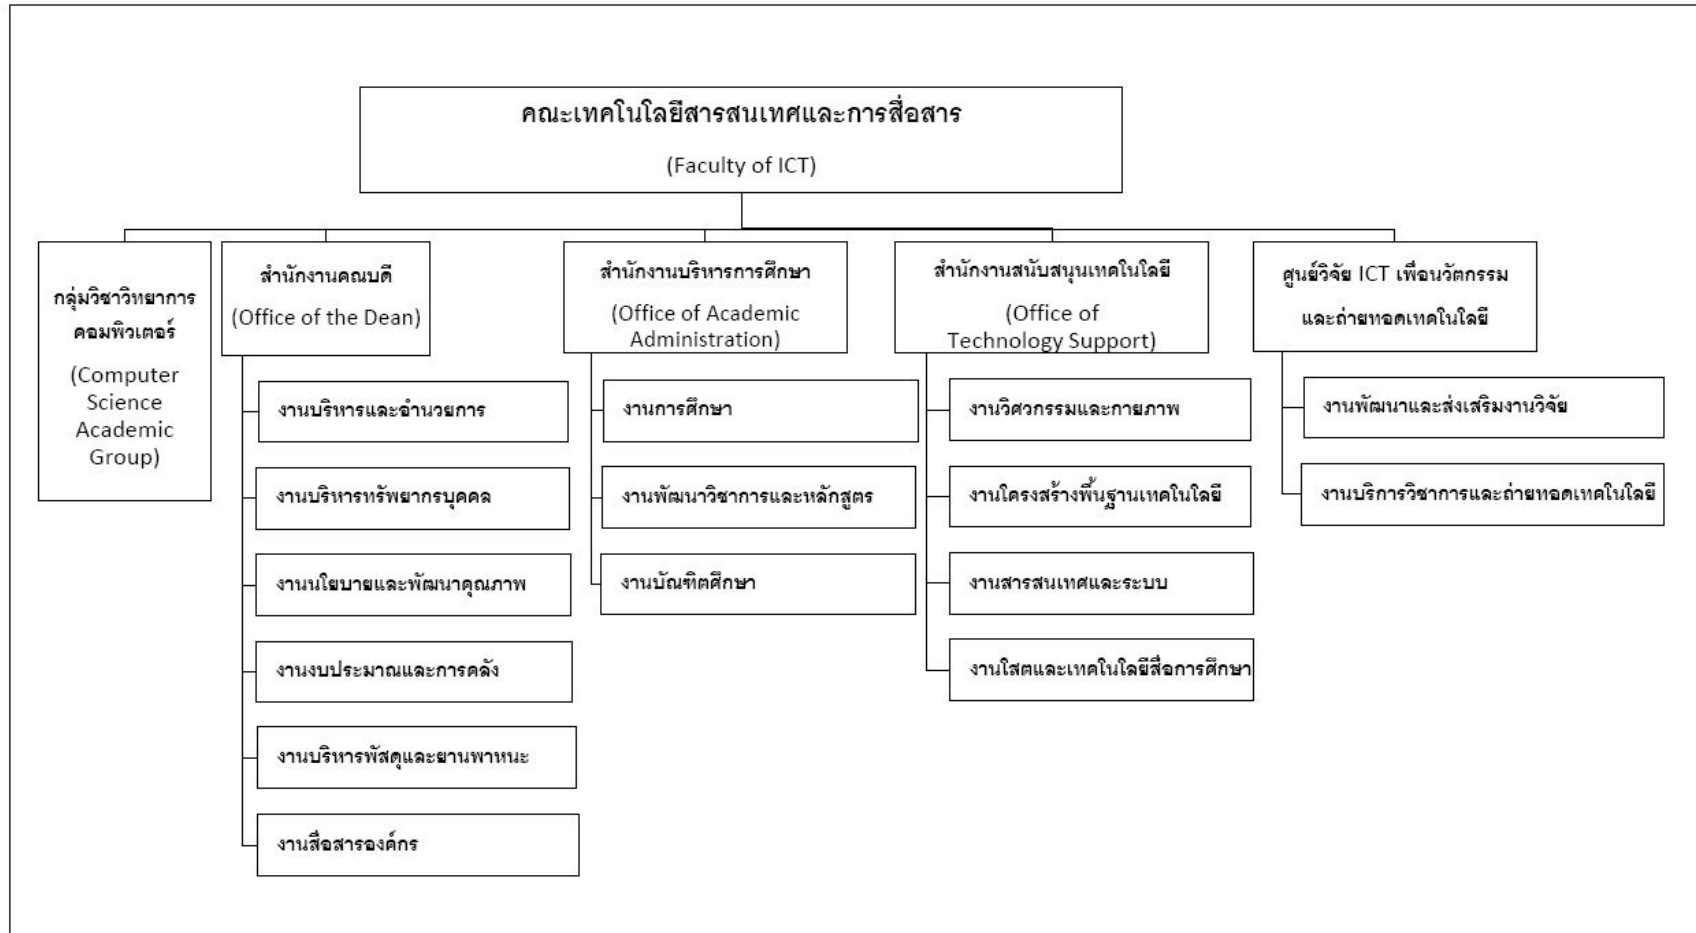 คณะเทคโนโลยีสารสนเทศและการสื่อสาร
(Faculty of ICT)
กลุ่มวิชาวิทยาการ
คอมพิวเตอร์
(Computer
Science
Academic
Group)
สำนักงานคณบดี
(Office of the Dean)
งานบริหารและอำนวยการ
งานบริหารทรัพยากรบุคคล
งานนโยบายและพัฒนาคุณภาพ
งานงบประมาณและการคลัง
งานบริหารพัสดุและยานพาหนะ
งานสื่อสารองค์กร
สำนักงานบริหารการศึกษา
(Office of Academic
Administration)
งานการศึกษา
งานพัฒนาวิชาการและหลักสูตร
งานบัณฑิตศึกษา
สำนักงานสนับสนุนเทคโนโลยี
(Office of
Technology Support)
งานวิศวกรรมและกายภาพ
งานโครงสร้างพื้นฐานเทคโนโลยี
งานสารสนเทศและระบบ
งานโสตและเทคโนโลยีสื่อการศึกษา
ศูนย์วิจัย ICT เพื่อนวัตกรรม
และถ่ายทอดเทคโนโลยี
งานพัฒนาและส่งเสริมงานวิจัย
งานบริการวิชาการและถ่ายทอดเทคโนโลยี